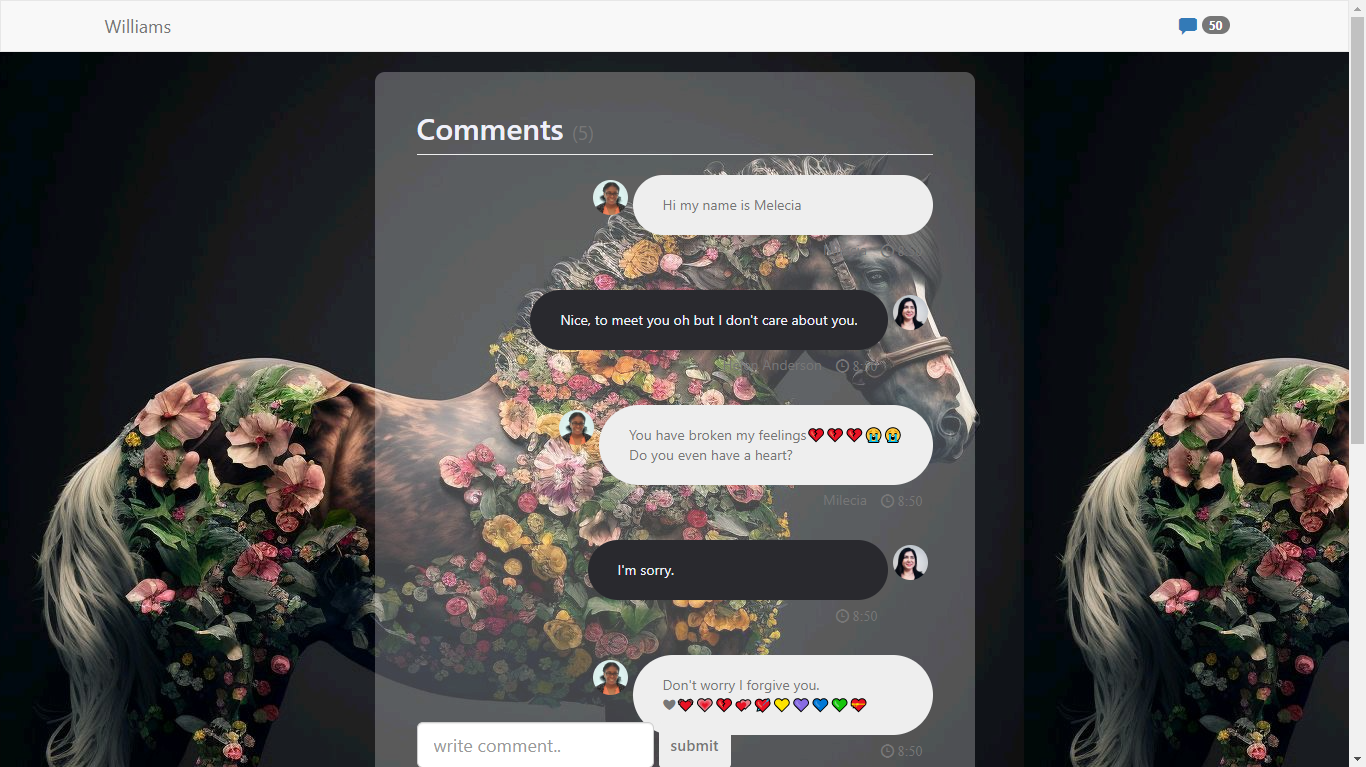 Williams
50
Comments (5)
Hi my name is Melecia
Nice, to meet you oh but I don't care about you.
Anderson 8:50
You have broken my feelings💔💔💔😭😭
Do you even have a heart?
Milecia 8:50
I'm sorry.
8:50
Don't worry I forgive you.
8:50
write comment..
submit